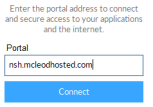 Enter the portal address to connect
and secure access to your applications
and the internet.
Portal
nsh.mcleodhosted.com
Connect